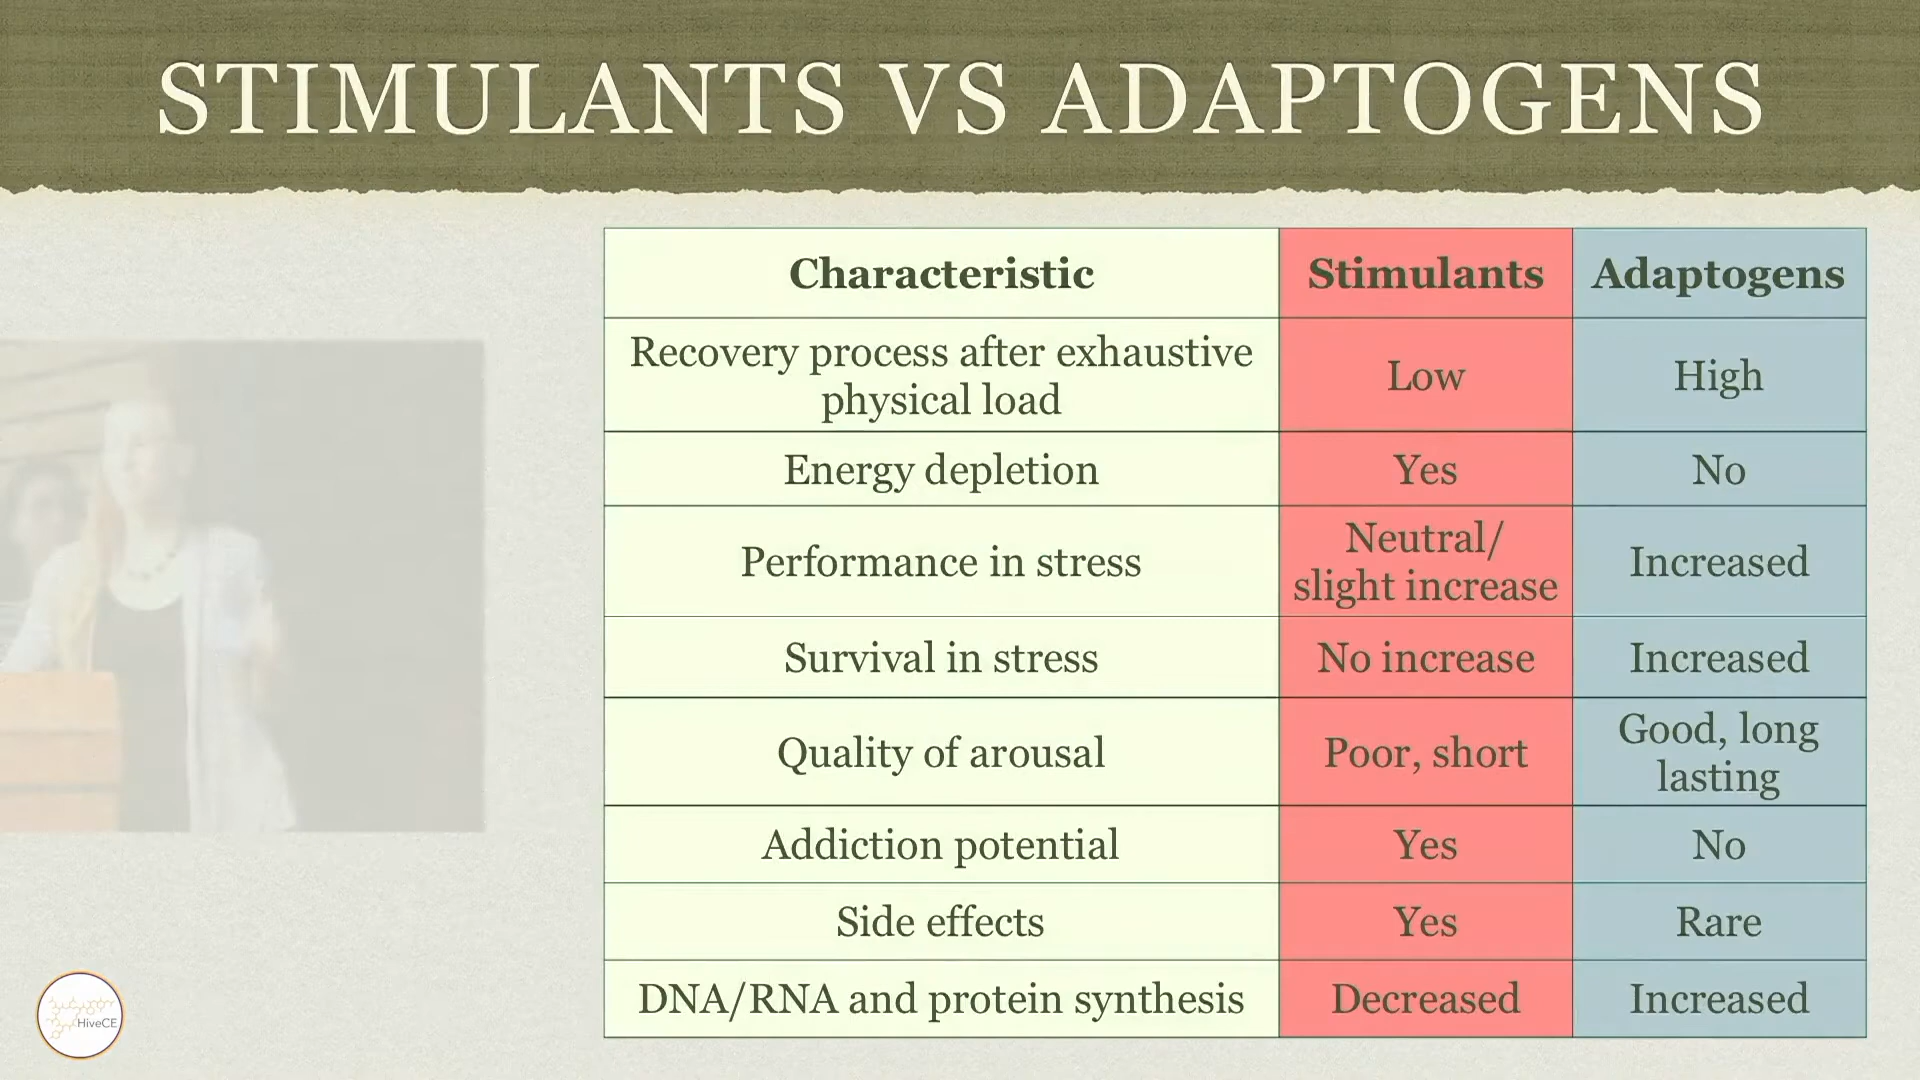 STIMULANTS VS ADAPTOGENS
Characteristic Stimulants Adaptogens
Recovery process after exhaustive
physical load
Low
High
Energy depletion Yes No
Performance in stress
Neutral/
slight increase
Increased
Survival in stress No increase Increased
Quality of arousal
Poor, short
Good, long
lasting
Addiction potential Yes No
Side effects Yes Rare
DNA/RNA and protein synthesis Decreased Increased
HiveCE